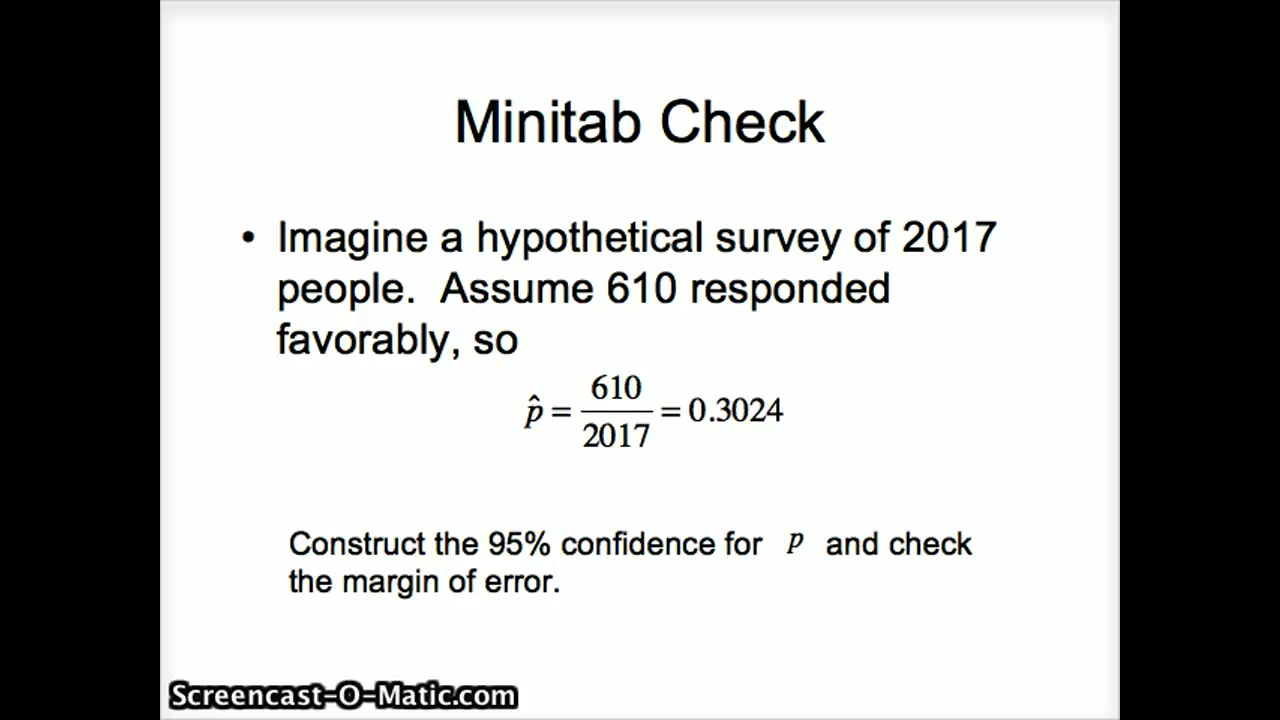 Minitab Check
• Imagine a hypothetical survey of 2017
people.  Assume 610 responded
favorably, so
p̂ = 610/2017 = 0.3024
Construct the 95% confidence for p and check
the margin of error.
Screencast-O-Matic.com